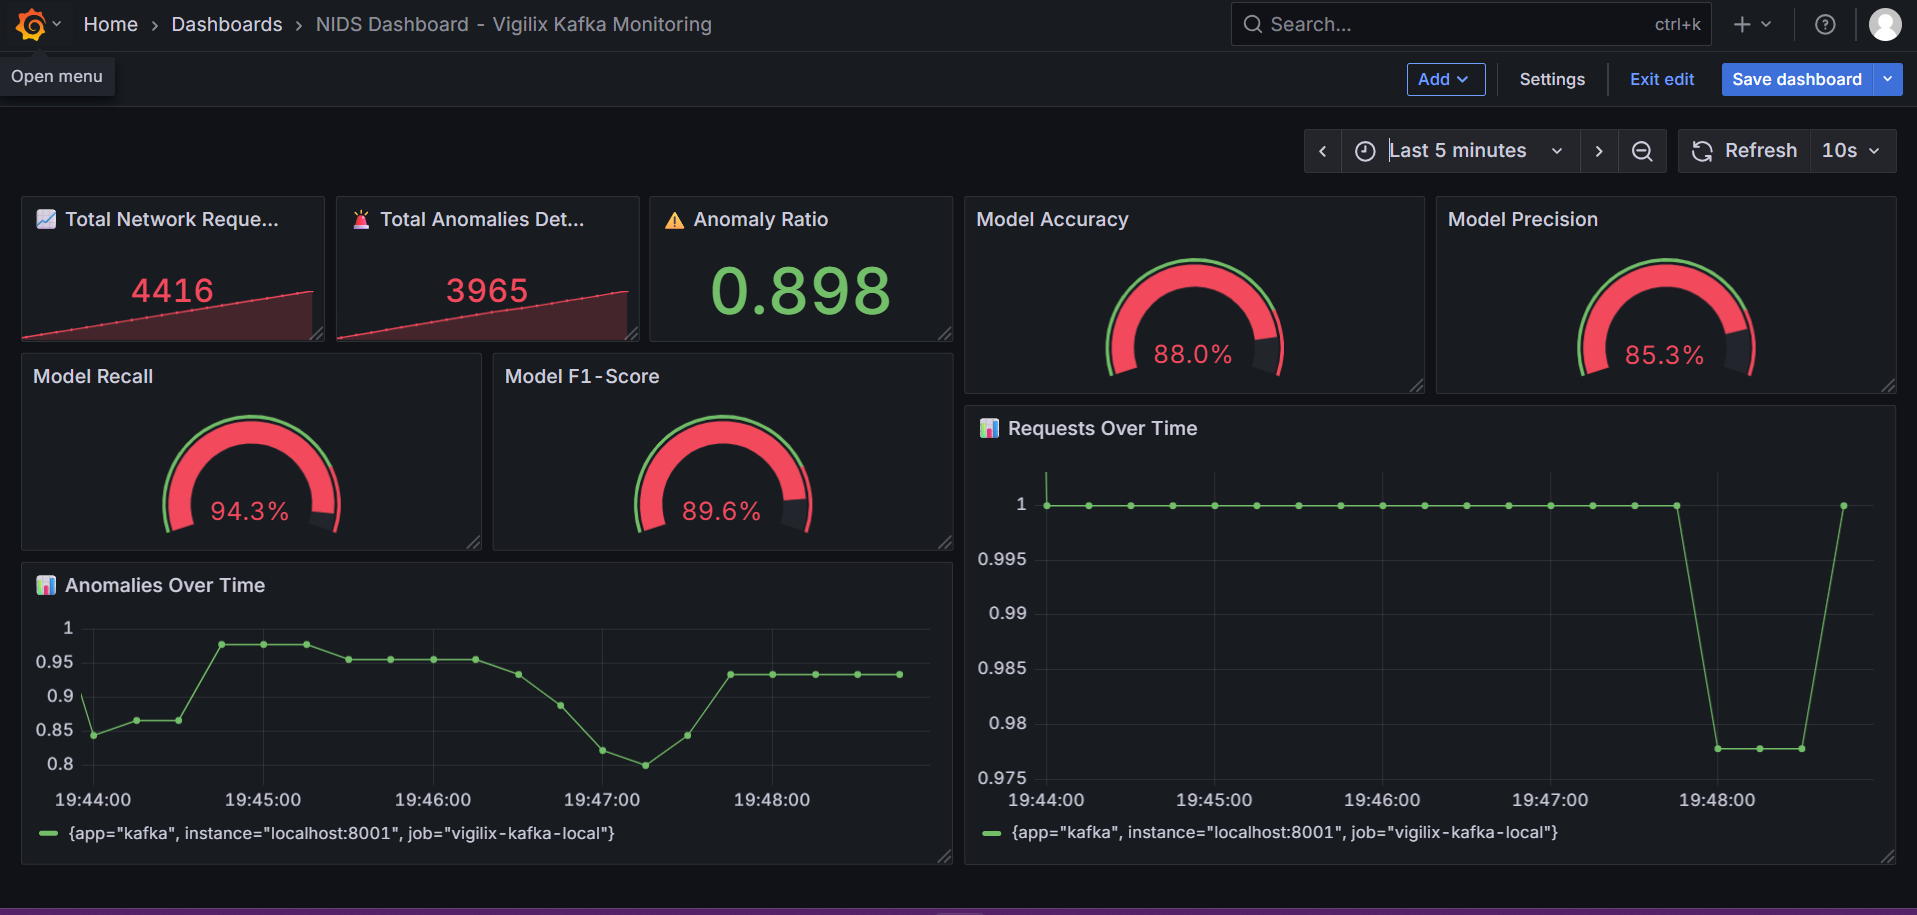 Home › Dashboards › NIDS Dashboard - Vigilix Kafka Monitoring
Search... ctrl+k
Open menu
Add Settings Exit edit Save dashboard
Last 5 minutes Refresh 10s
Total Network Reque...
4416
Total Anomalies Det...
3965
Anomaly Ratio
0.898
Model Accuracy
88.0%
Model Precision
85.3%
Model Recall
94.3%
Model F1-Score
89.6%
Requests Over Time
1
0.995
0.99
0.985
0.98
0.975
19:44:00 19:45:00 19:46:00 19:47:00 19:48:00
{app="kafka", instance="localhost:8001", job="vigilix-kafka-local"}
Anomalies Over Time
1
0.95
0.9
0.85
0.8
19:44:00 19:45:00 19:46:00 19:47:00 19:48:00
{app="kafka", instance="localhost:8001", job="vigilix-kafka-local"}